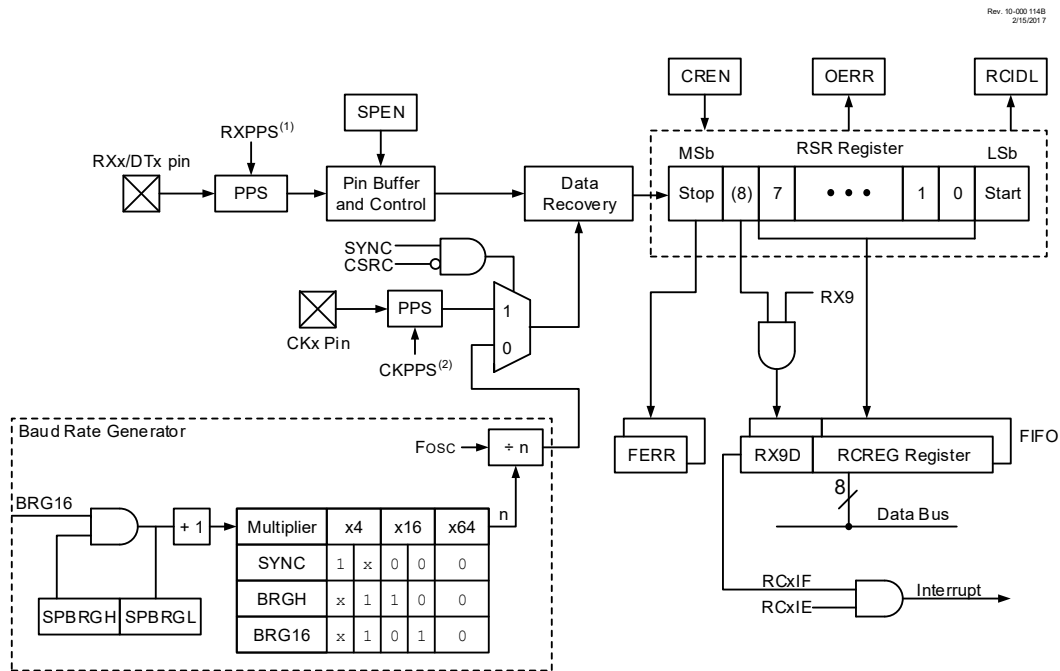 Rev. 10-000 114B
2/15/2017
CREN
OERR
RCIDL
SPEN
RXPPS(1)
RXx/DTx pin
PPS
Pin Buffer
and Control
Data
Recovery
MSb
RSR Register
LSb
Stop (8) 7 • • • 1 0 Start
SYNC
CSRC
CKx Pin
PPS
CKPPS(2)
1
0
RX9
Baud Rate Generator
FOSC
÷ n
n
FERR
RX9D
RCREG Register
FIFO
8
Data Bus
BRG16
+ 1
SPBRGH SPBRGL
Multiplier x4 x16 x64
SYNC 1 x 0 0 0
BRGH x 1 1 0 0
BRG16 x 1 0 1 0
RCxIF
RCxIE
Interrupt